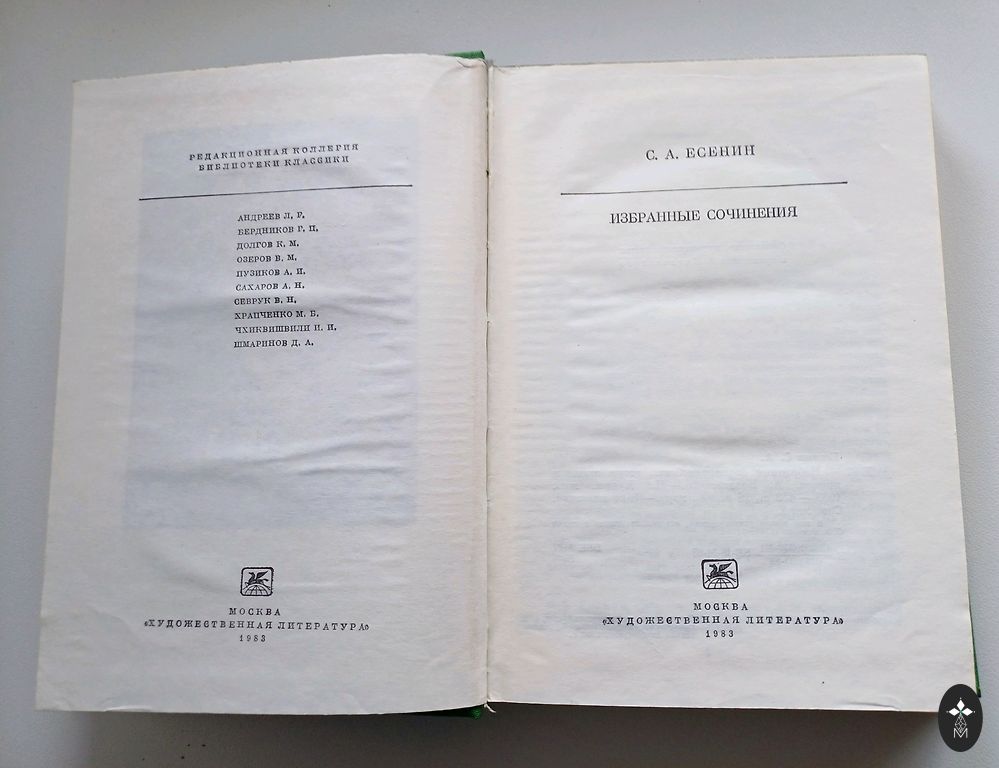 РЕДАКЦИОННАЯ КОЛЛЕГИЯ
БИБЛИОТЕКИ КЛАССИКИ
АНДРЕЕВ Л. Р.
БЕРДНИКОВ Г. П.
ДОЛГОВ К. М.
ОЗЕРОВ В. М.
ПУЗИКОВ А. И.
САХАРОВ А. Н.
СЕВРУК В. Н.
ХРАПЧЕНКО М. Б.
ЧХИКВИШВИЛИ И. И.
ШМАРИНОВ Д. А.
МОСКВА
«ХУДОЖЕСТВЕННАЯ ЛИТЕРАТУРА»
1983
С. А. ЕСЕНИН
ИЗБРАННЫЕ СОЧИНЕНИЯ
МОСКВА
«ХУДОЖЕСТВЕННАЯ ЛИТЕРАТУРА»
1983
M